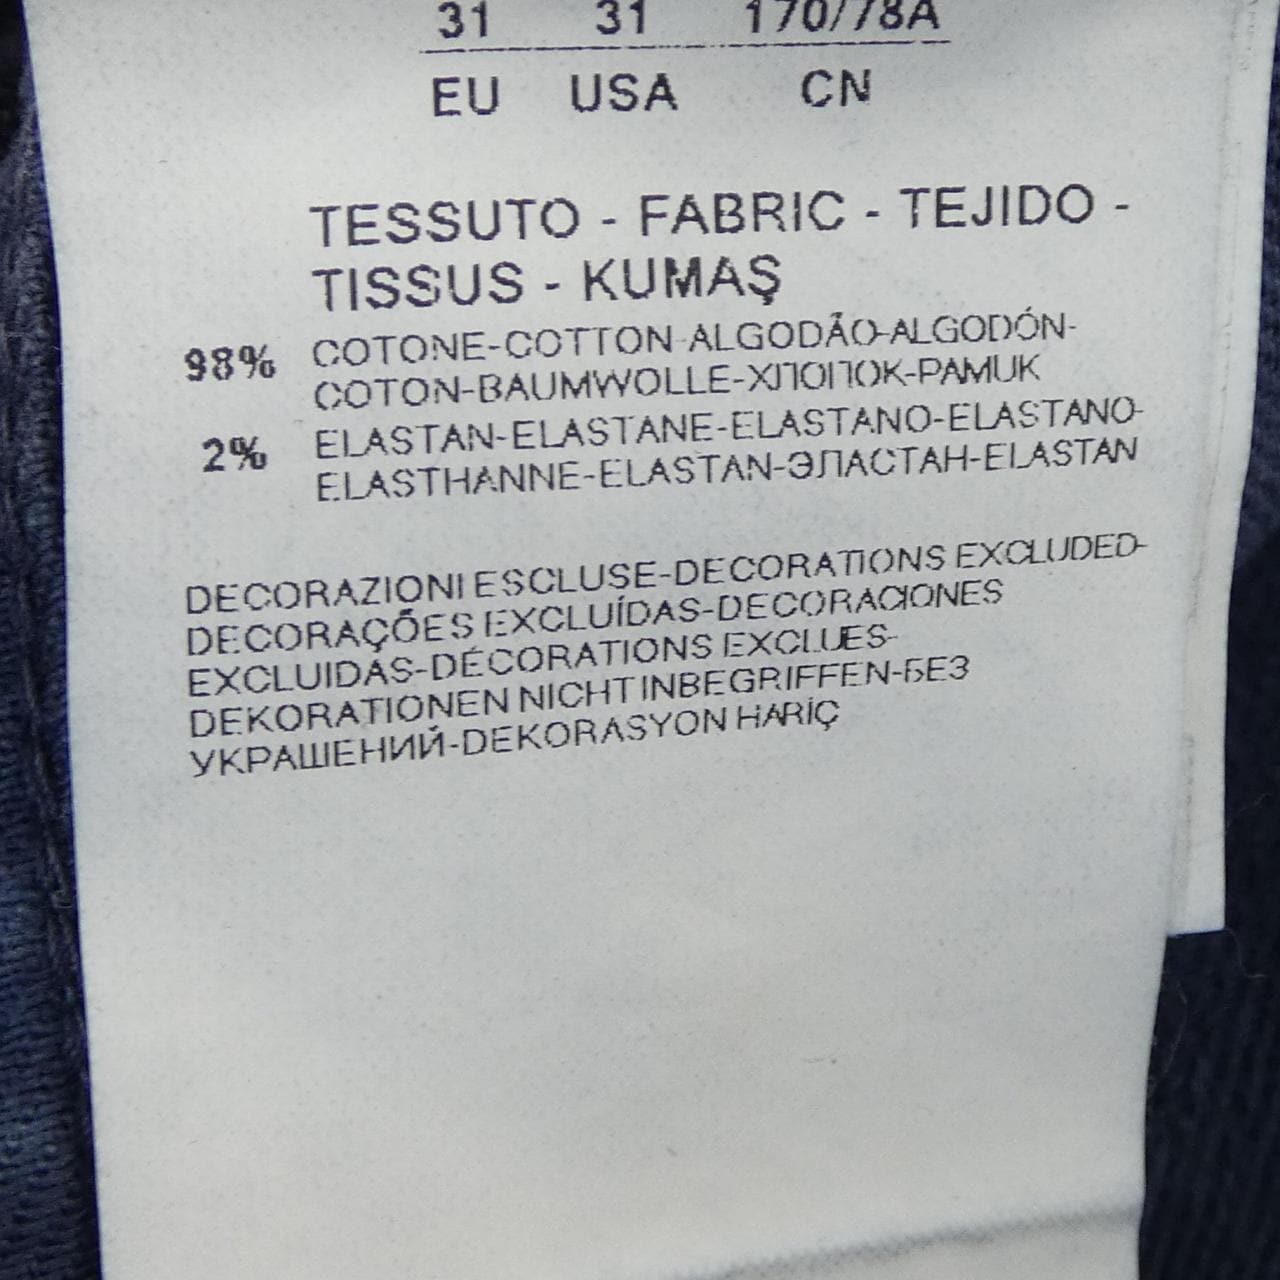 31 31 170/78A
EU USA CN
TESSUTO - FABRIC - TEJIDO -
TISSUS - KUMAŞ
98% COTONE-COTTON-ALGODÃO-ALGODÓN-
COTON-BAUMWOLLE-ХЛОПОК-PAMUK
2% ELASTAN-ELASTANE-ELASTANO-ELASTANO-
ELASTHANNE-ELASTAN-ЭЛАСТАН-ELASTAN
DECORAZIONI ESCLUSE-DECORATIONS EXCLUDED-
DECORAÇÕES EXCLUÍDAS-DECORACIONES
EXCLUIDAS-DÉCORATIONS EXCLUES-
DEKORATIONEN NICHT INBEGRIFFEN-БЕЗ
УКРАШЕНИЙ-DEKORASYON HARİÇ